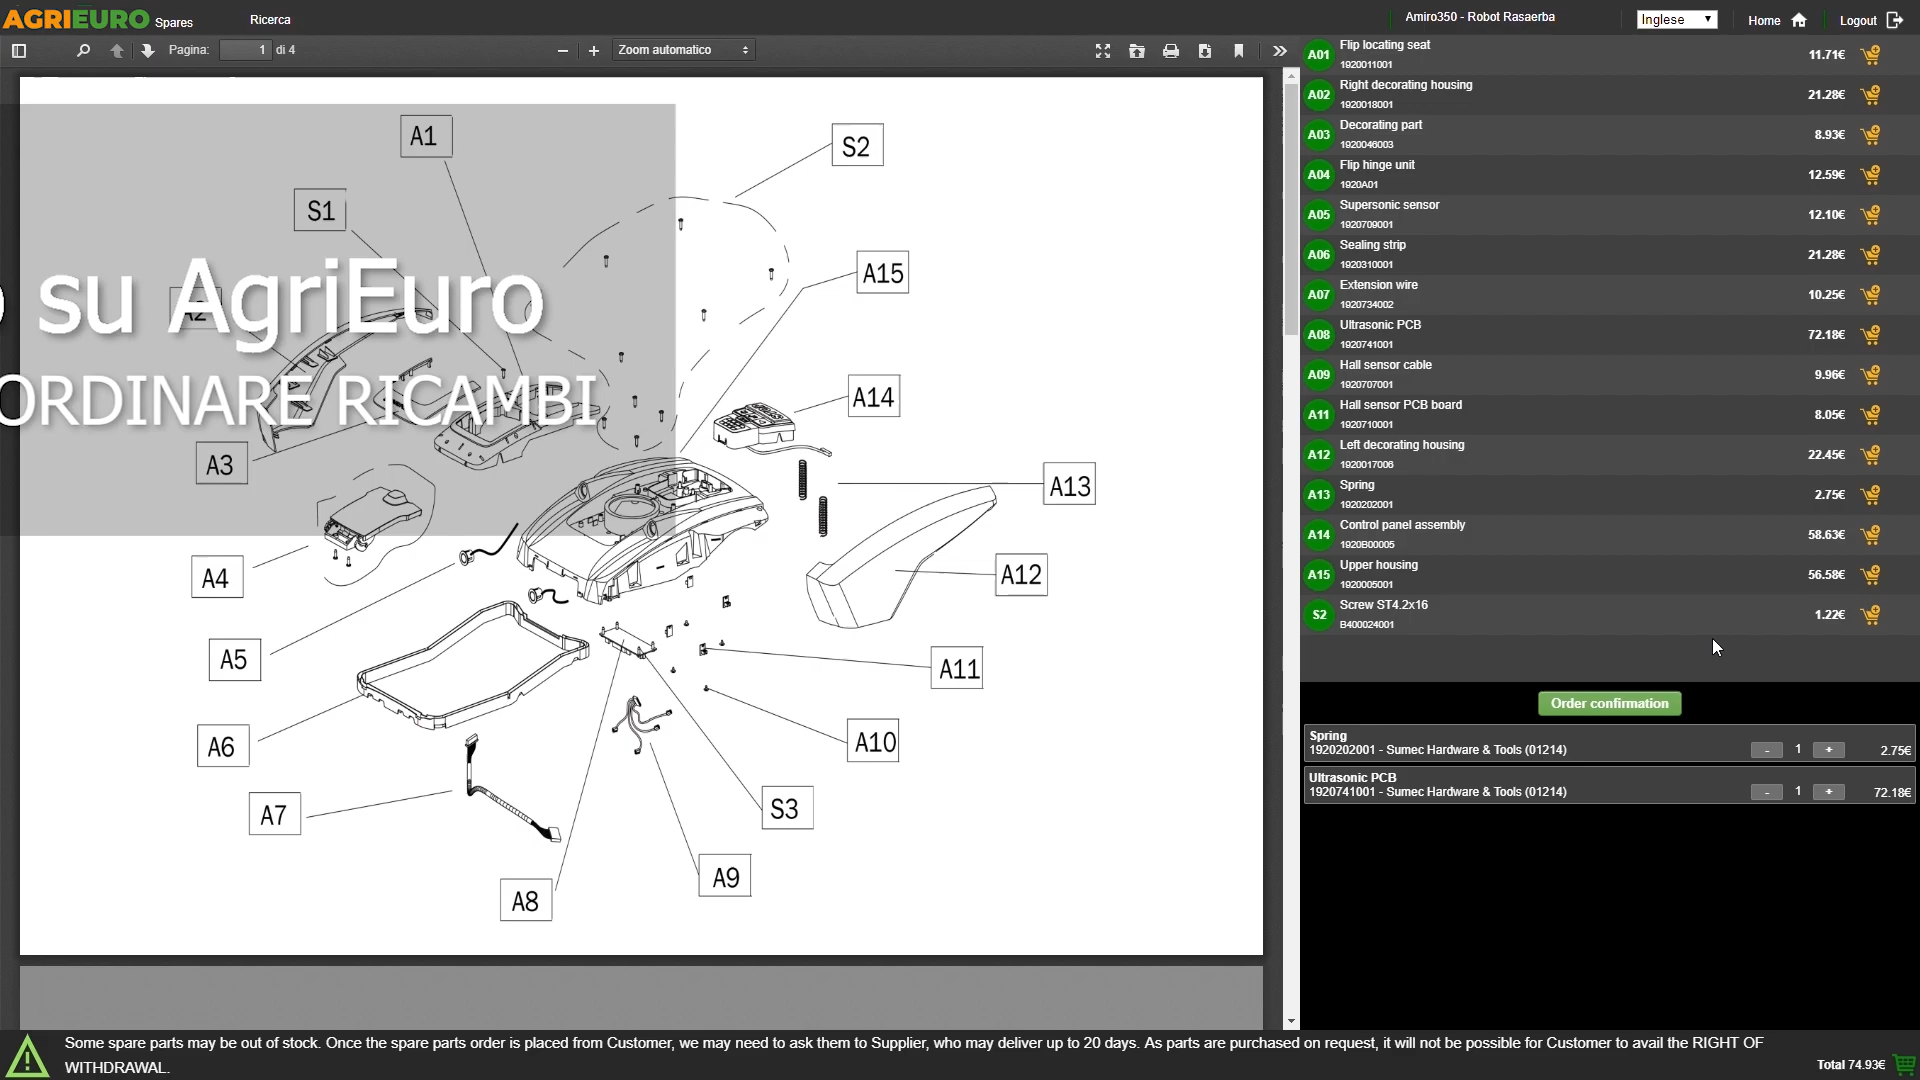 AGRIEURO Spares
Ricerca
Amiro350 - Robot Rasaerba
Inglese
Home
Logout
Pagina: 1 di 4
Zoom automatico
A1
S1
S2
A15
A2
su AgriEuro
ORDINARE RICAMBI
A3
A14
A13
A4
A12
A5
A11
A6
A10
A7
S3
A9
A8
A01 Flip locating seat 11.71€
1920011001
A02 Right decorating housing 21.28€
1920018001
A03 Decorating part 8.93€
1920046003
A04 Flip hinge unit 12.59€
1920A01
A05 Supersonic sensor 12.10€
1920709001
A06 Sealing strip 21.28€
1920310001
A07 Extension wire 10.25€
1920734002
A08 Ultrasonic PCB 72.18€
1920741001
A09 Hall sensor cable 9.96€
1920707001
A11 Hall sensor PCB board 8.05€
1920710001
A12 Left decorating housing 22.45€
1920017006
A13 Spring 2.75€
1920202001
A14 Control panel assembly 58.63€
1920B00005
A15 Upper housing 56.58€
1920005001
S2 Screw ST4.2x16 1.22€
B400024001
Order confirmation
Spring
1920202001 - Sumec Hardware & Tools (01214) - 1 + 2.75€
Ultrasonic PCB
1920741001 - Sumec Hardware & Tools (01214) - 1 + 72.18€
Some spare parts may be out of stock. Once the spare parts order is placed from Customer, we may need to ask them to Supplier, who may deliver up to 20 days. As parts are purchased on request, it will not be possible for Customer to avail the RIGHT OF
WITHDRAWAL.
Total 74.93€